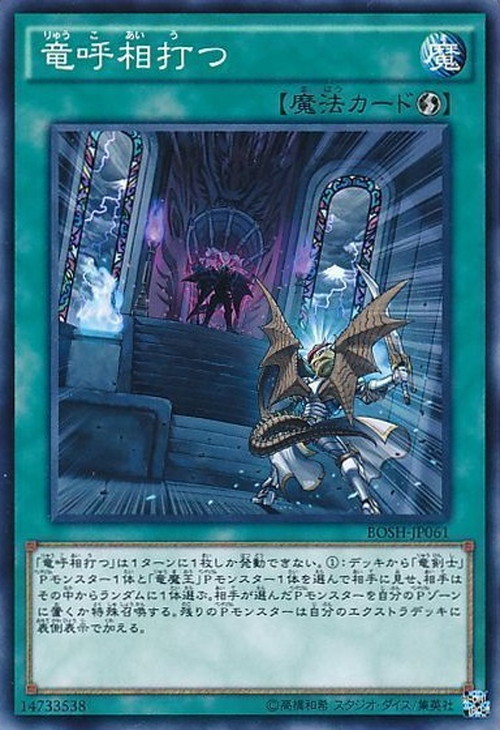 竜呼相打つ
魔
【魔法カード】
BOSH-JP061
「竜呼相打つ」は1ターンに1枚しか発動できない。①：デッキから「竜剣士」
Pモンスター1体と「竜魔王」Pモンスター1体を選んで相手に見せ、相手は
その中からランダムに1体選ぶ。相手が選んだPモンスターを自分のPゾーン
に置くか特殊召喚する。残りのPモンスターは自分のエクストラデッキに
表側表示で加える。
14733538
©高橋和希 スタジオ・ダイス/集英社